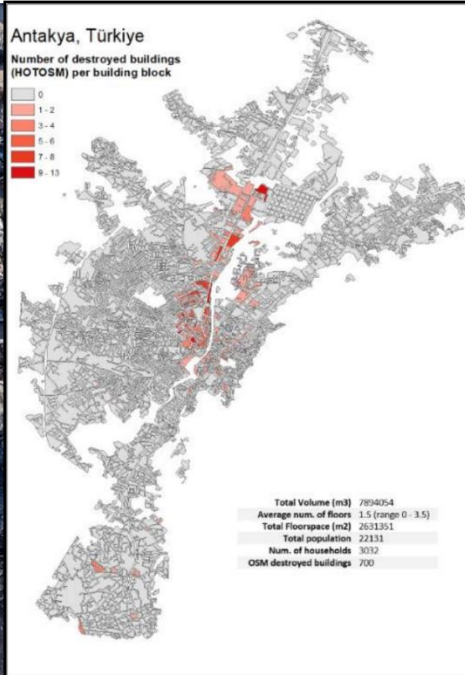 Antakya, Türkiye
Number of destroyed buildings
(HOTOSM) per building block
0
1 - 2
3 - 4
5 - 6
7 - 8
9 - 13
Total Volume (m3) 7894054
Average num. of floors 1.5 (range 0 - 3.5)
Total Floorspace (m2) 2631351
Total population 22131
Num. of households 3032
OSM destroyed buildings 700